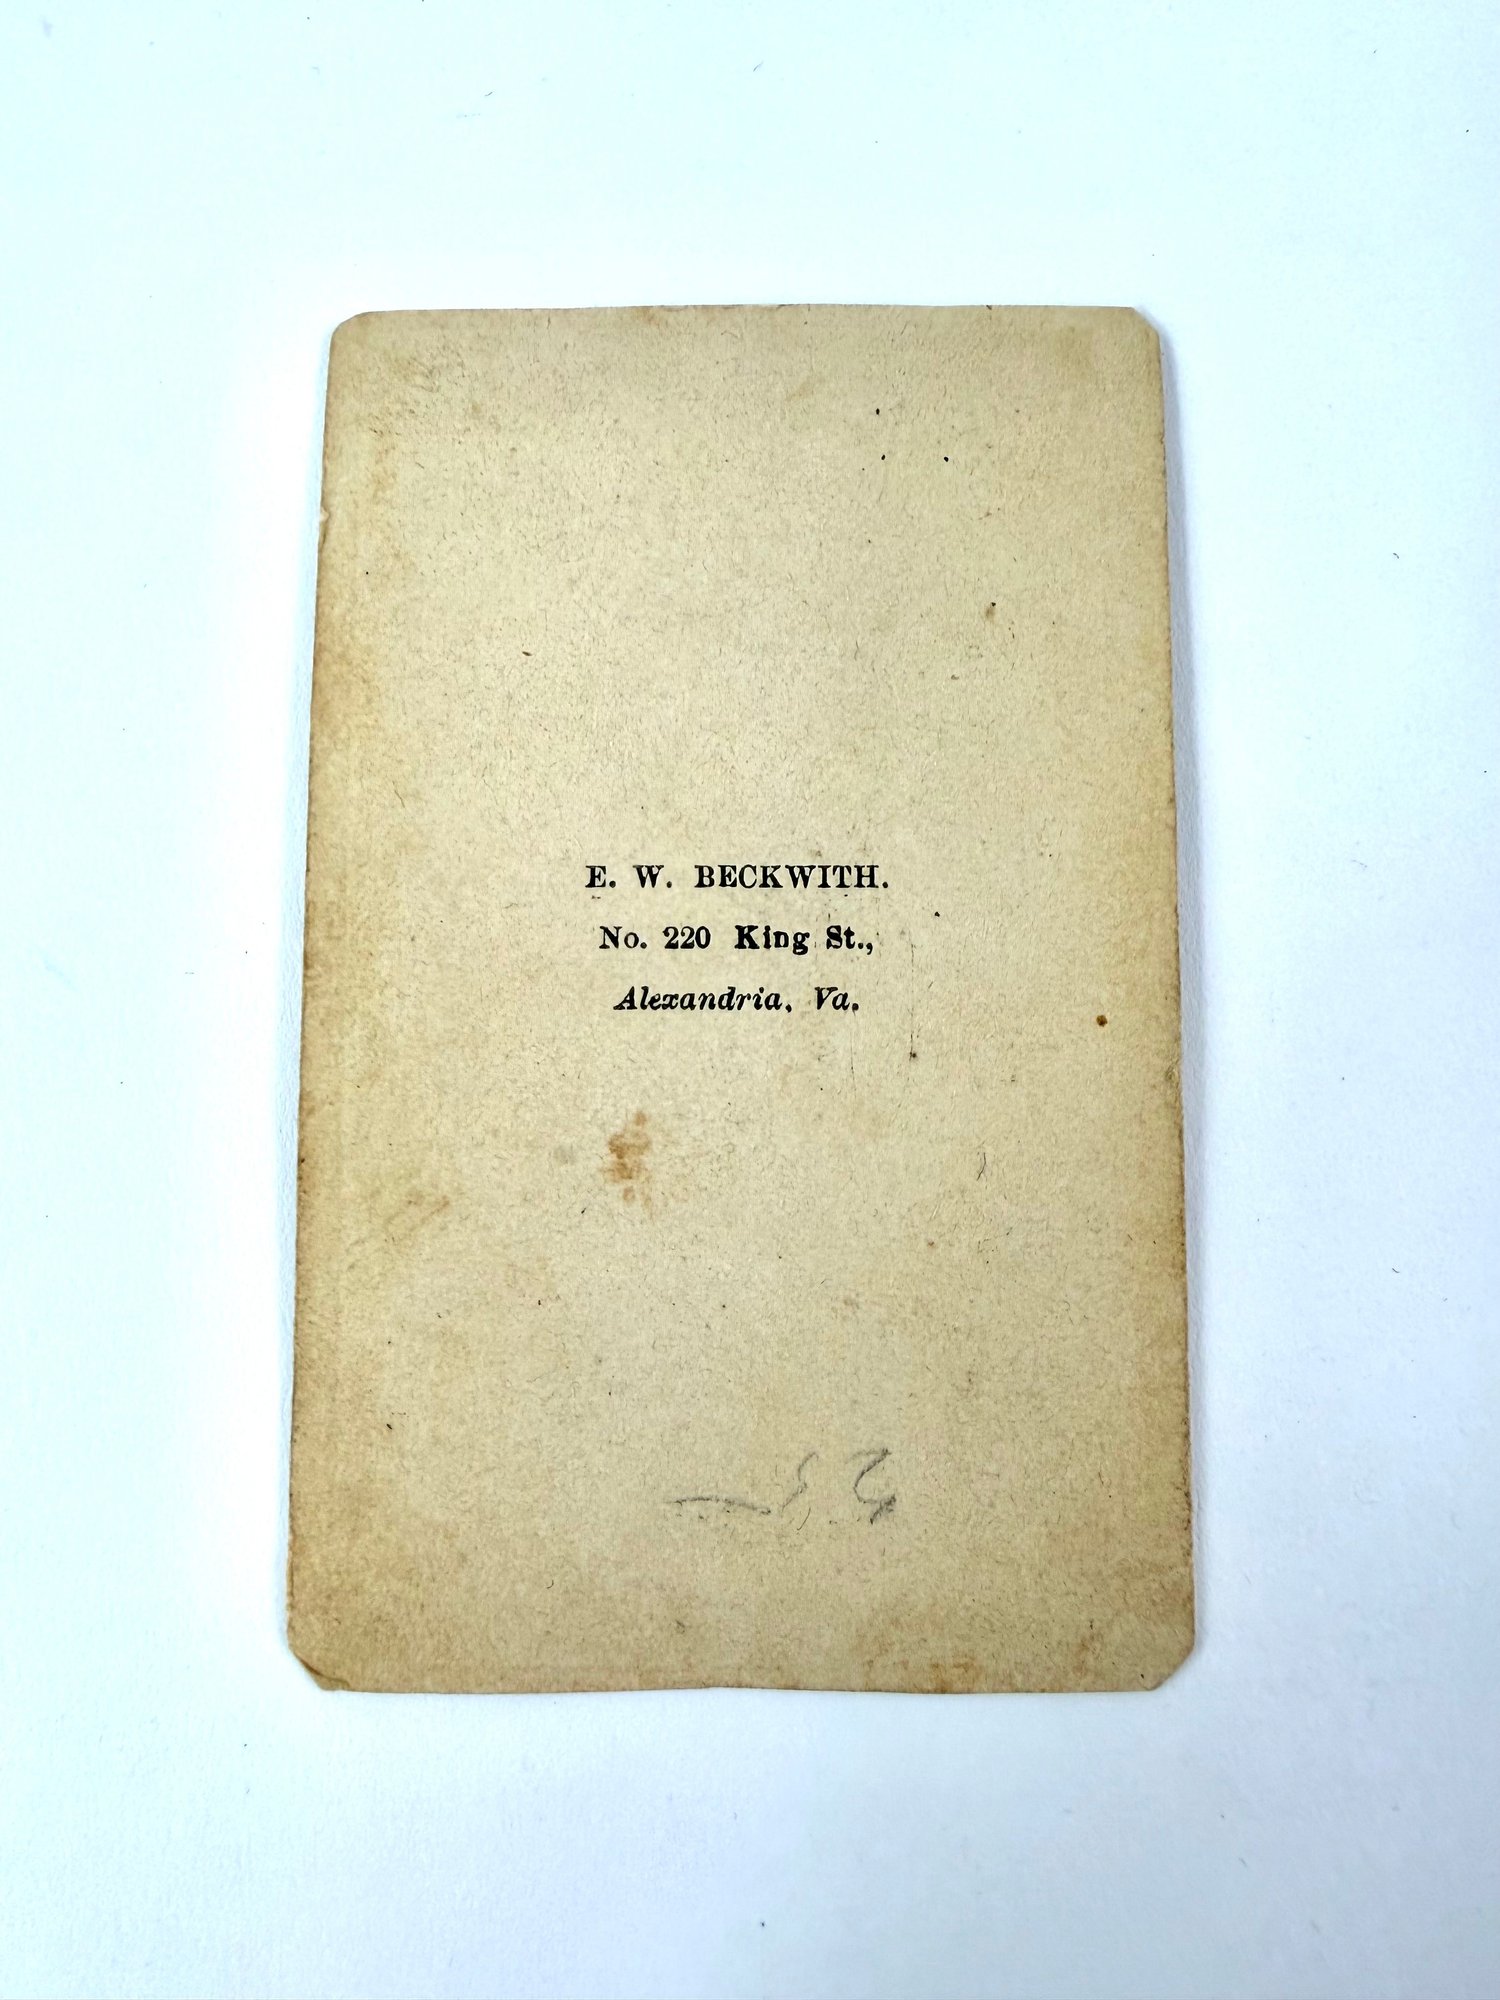 E. W. BECKWITH.
No. 220 King St.,
Alexandria, Va.